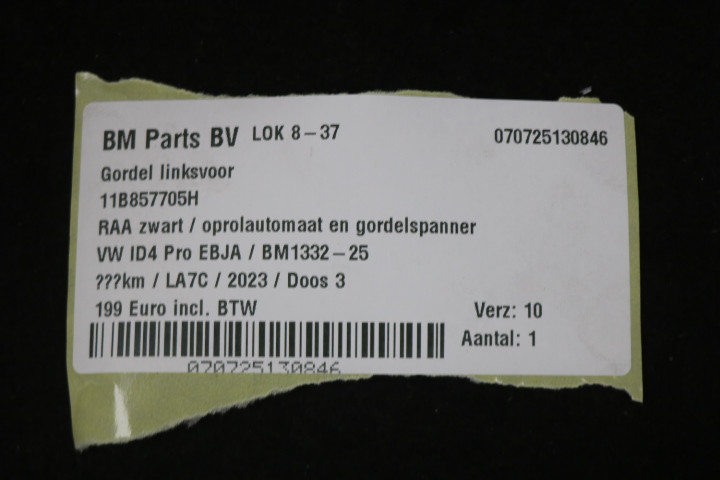 BM Parts BV LOK 8-37 070725130846
Gordel linksvoor
11B857705H
RAA zwart / oprolautomaat en gordelspanner
VW ID4 Pro EBJA / BM1332-25
???km / LA7C / 2023 / Doos 3
199 Euro incl. BTW Verz: 10
Aantal: 1
070725130846